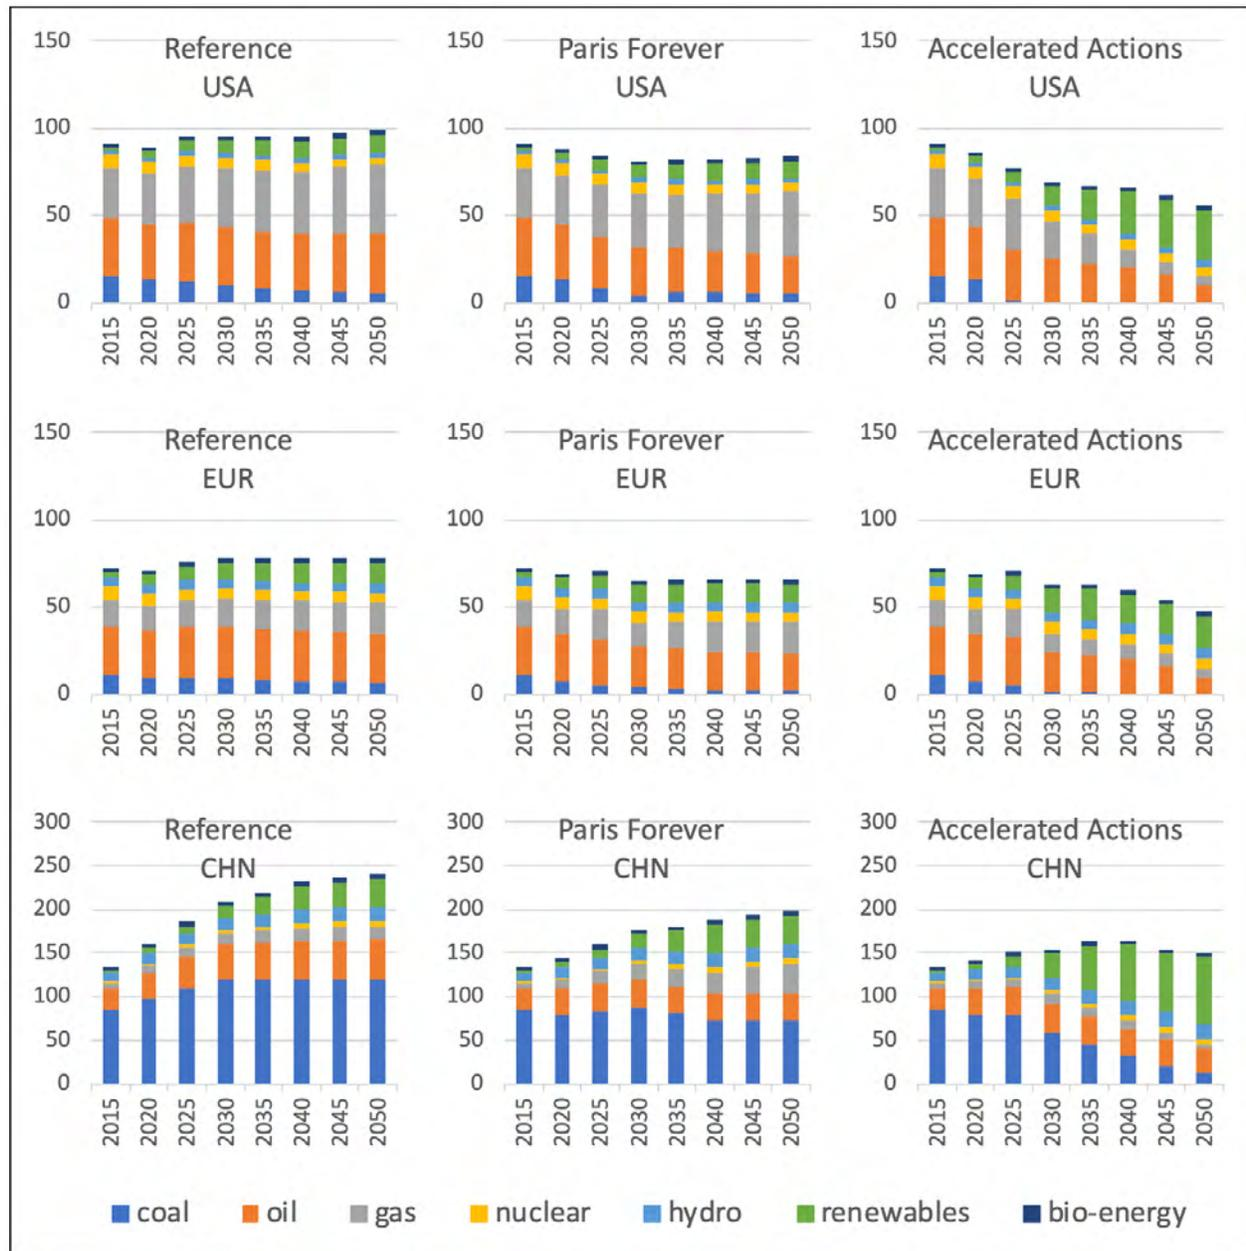 150 Reference 150 Paris Forever 150 Accelerated Actions
USA USA USA
100 100 100
50 50 50
0 0 0
2015 2020 2025 2030 2035 2040 2045 2050 2015 2020 2025 2030 2035 2040 2045 2050 2015 2020 2025 2030 2035 2040 2045 2050
150 Reference 150 Paris Forever 150 Accelerated Actions
EUR EUR EUR
100 100 100
50 50 50
0 0 0
2015 2020 2025 2030 2035 2040 2045 2050 2015 2020 2025 2030 2035 2040 2045 2050 2015 2020 2025 2030 2035 2040 2045 2050
300 Reference 300 Paris Forever 300 Accelerated Actions
250 CHN 250 CHN 250 CHN
200 200 200
150 150 150
100 100 100
50 50 50
0 0 0
2015 2020 2025 2030 2035 2040 2045 2050 2015 2020 2025 2030 2035 2040 2045 2050 2015 2020 2025 2030 2035 2040 2045 2050
coal oil gas nuclear hydro renewables bio-energy